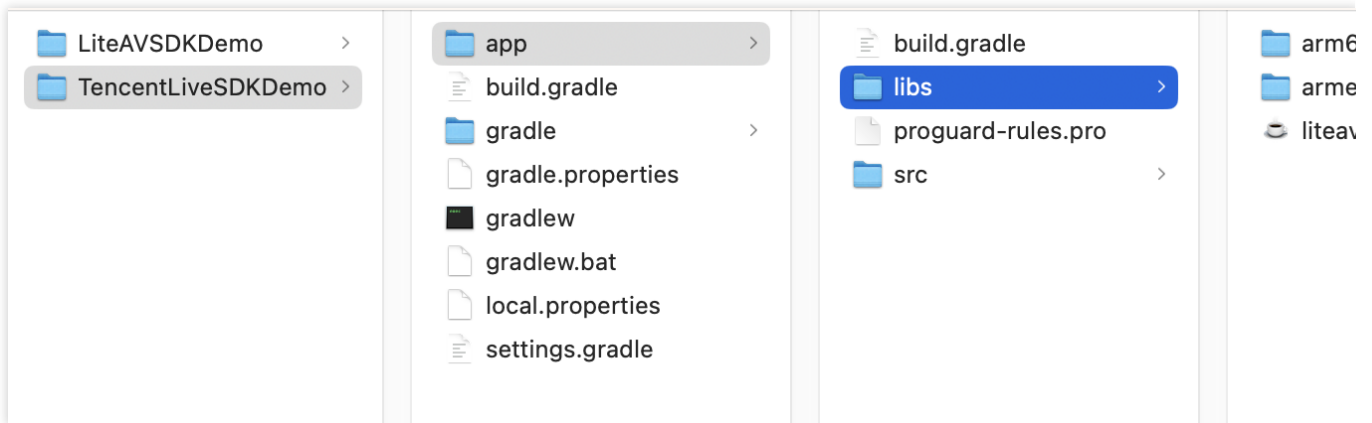 LiteAVSDKDemo
TencentLiveSDKDemo
app
build.gradle
gradle
gradle.properties
gradlew
gradlew.bat
local.properties
settings.gradle
build.gradle
libs
proguard-rules.pro
src